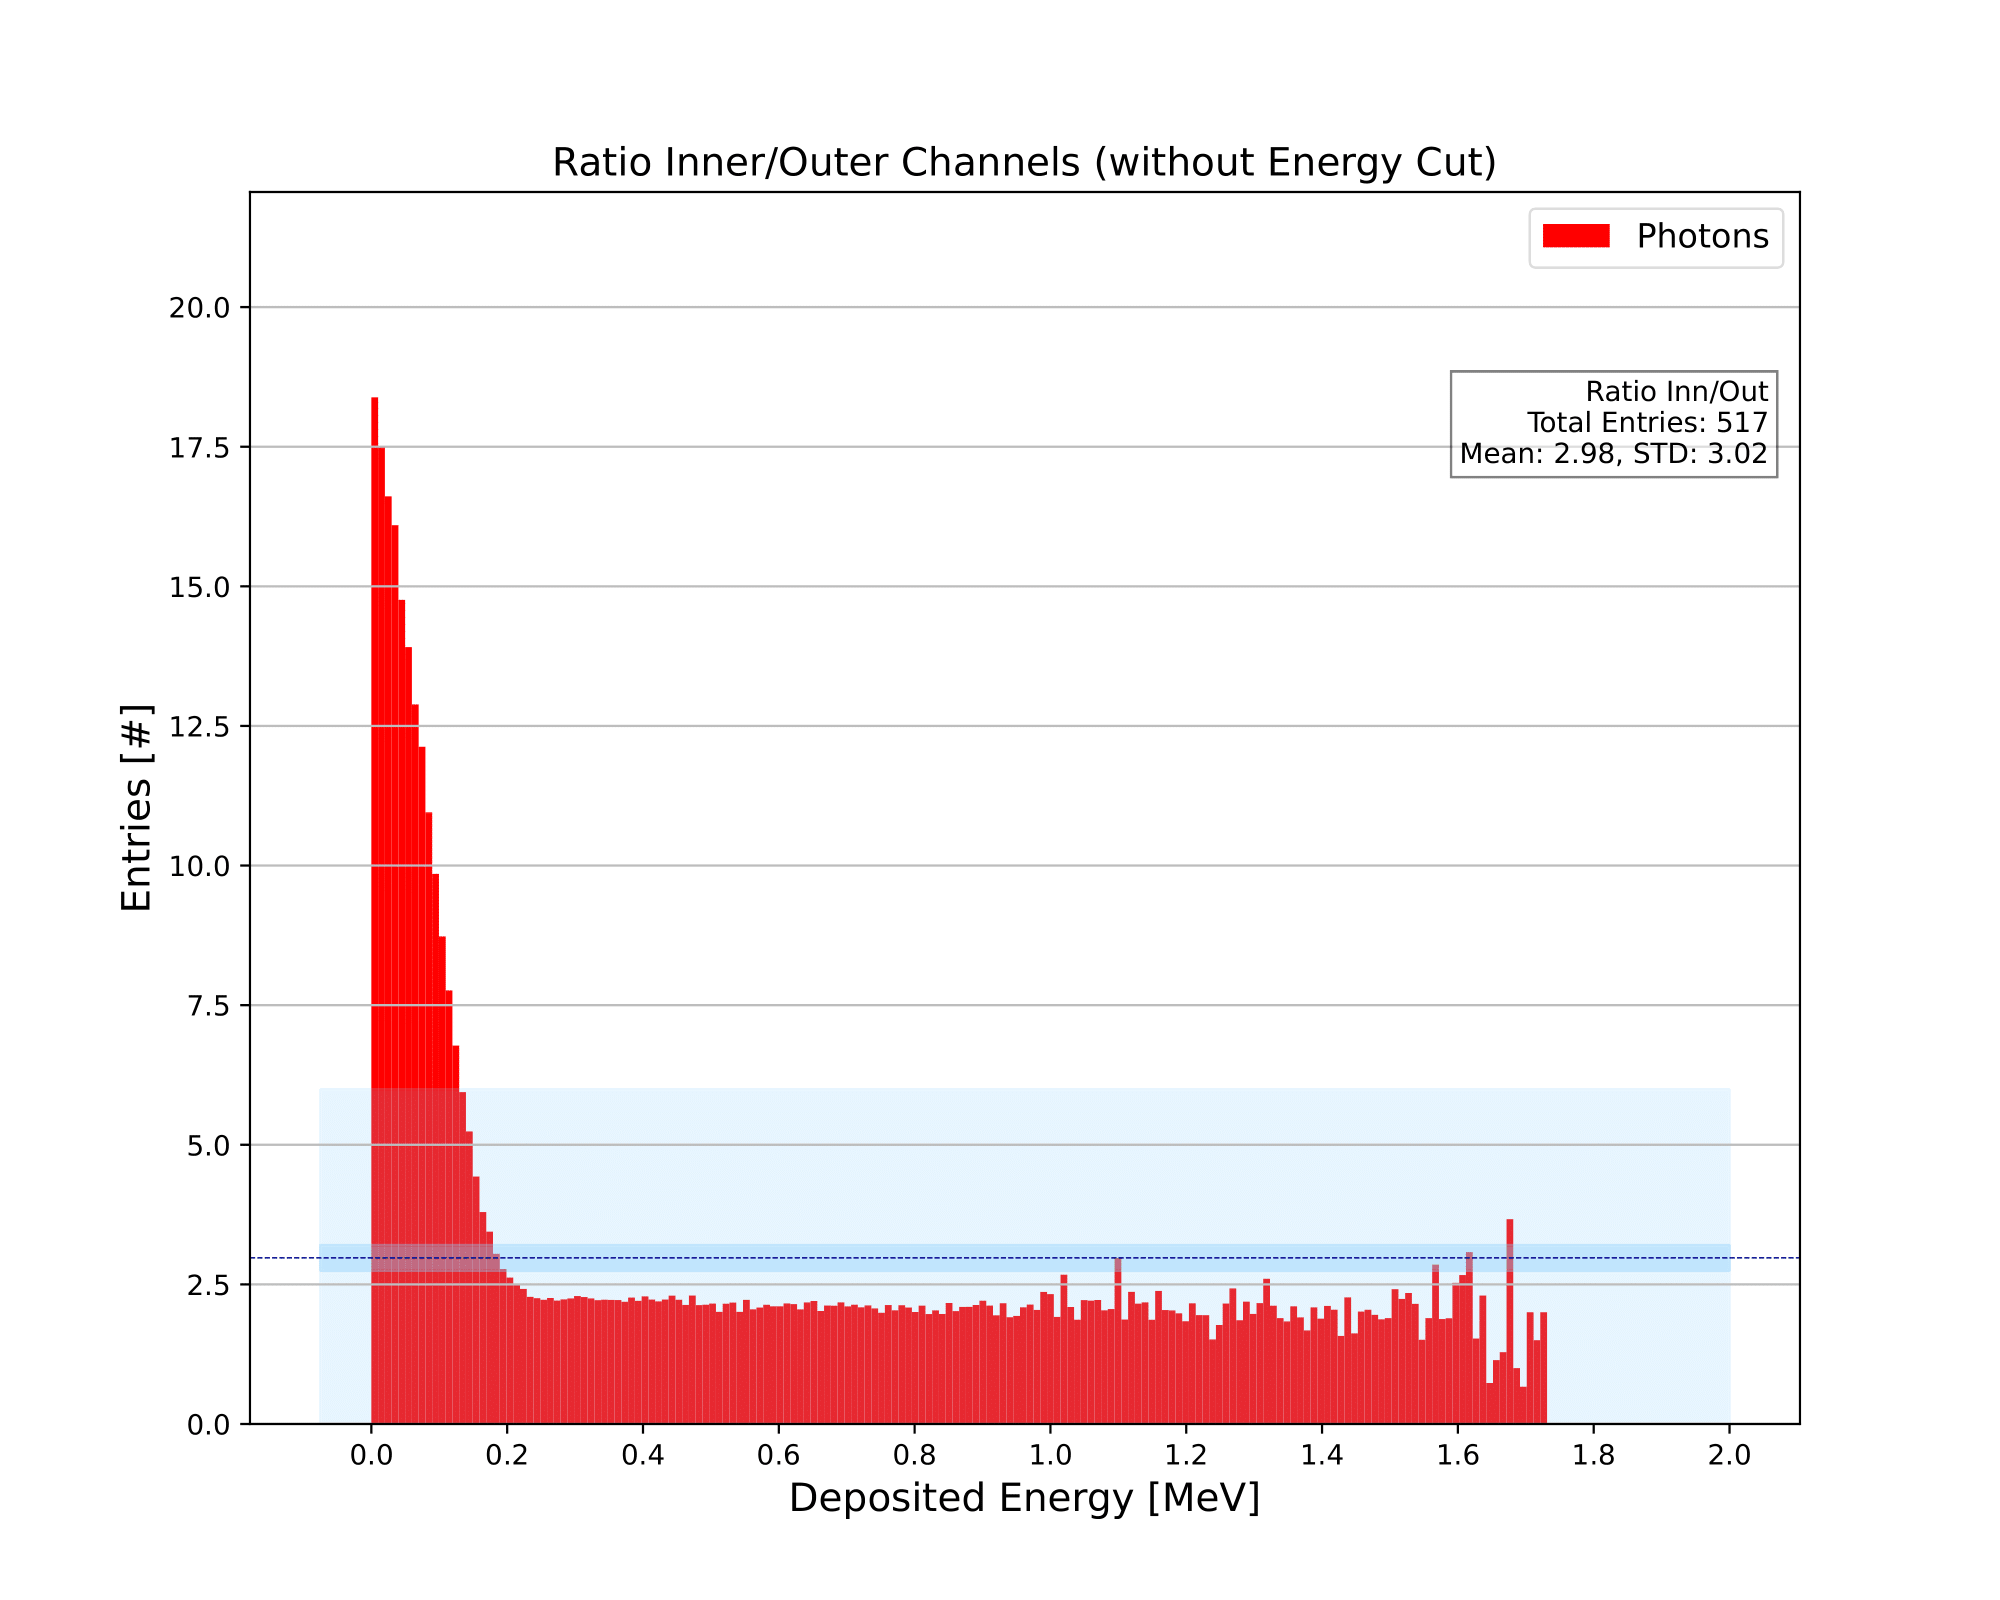 Ratio Inner/Outer Channels (without Energy Cut)
Photons
Ratio Inn/Out
Total Entries: 517
Mean: 2.98, STD: 3.02
Entries [#]
20.0
17.5
15.0
12.5
10.0
7.5
5.0
2.5
0.0
0.0 0.2 0.4 0.6 0.8 1.0 1.2 1.4 1.6 1.8 2.0
Deposited Energy [MeV]